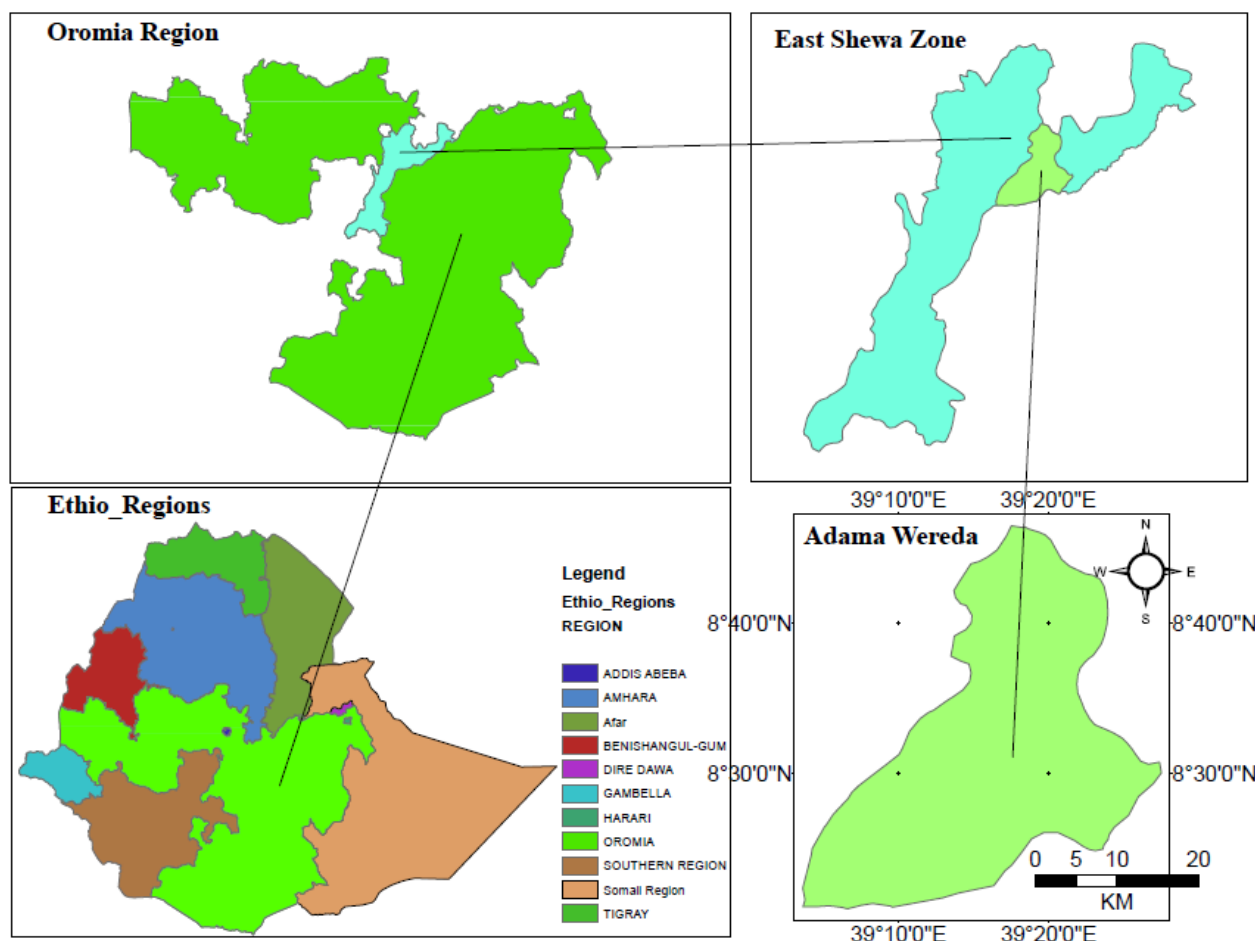 Oromia Region
East Shewa Zone
Ethio_Regions
Legend
Ethio_Regions
REGION
ADDIS ABEBA
AMHARA
Afar
BENISHANGUL-GUM
DIRE DAWA
GAMBELLA
HARARI
OROMIA
SOUTHERN REGION
Somali Region
TIGRAY
39°10'0"E 39°20'0"E
Adama Wereda
N
W E
S
8°40'0"N 8°40'0"N
8°30'0"N 8°30'0"N
0 5 10 20
KM
39°10'0"E 39°20'0"E